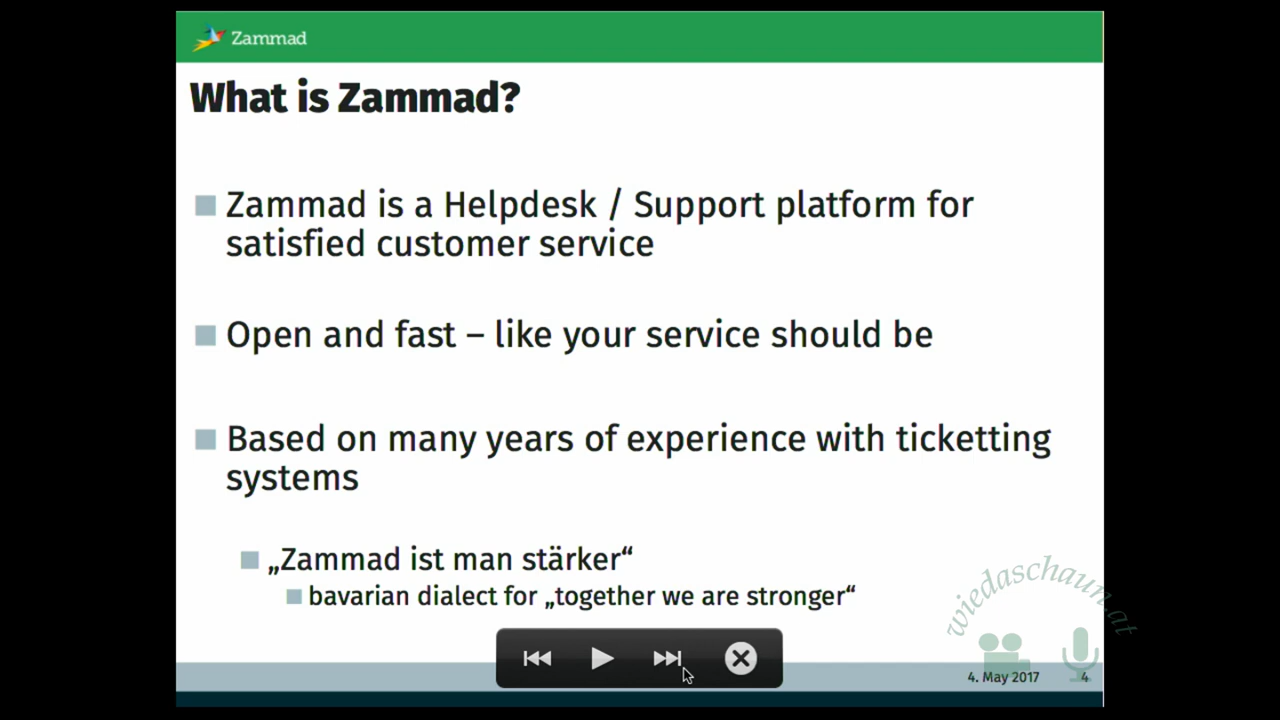 Zammad
What is Zammad?
Zammad is a Helpdesk / Support platform for
satisfied customer service
Open and fast – like your service should be
Based on many years of experience with ticketting
systems
„Zammad ist man stärker“
bavarian dialect for „together we are stronger“
wiedaschaun.at
4. May 2017 4